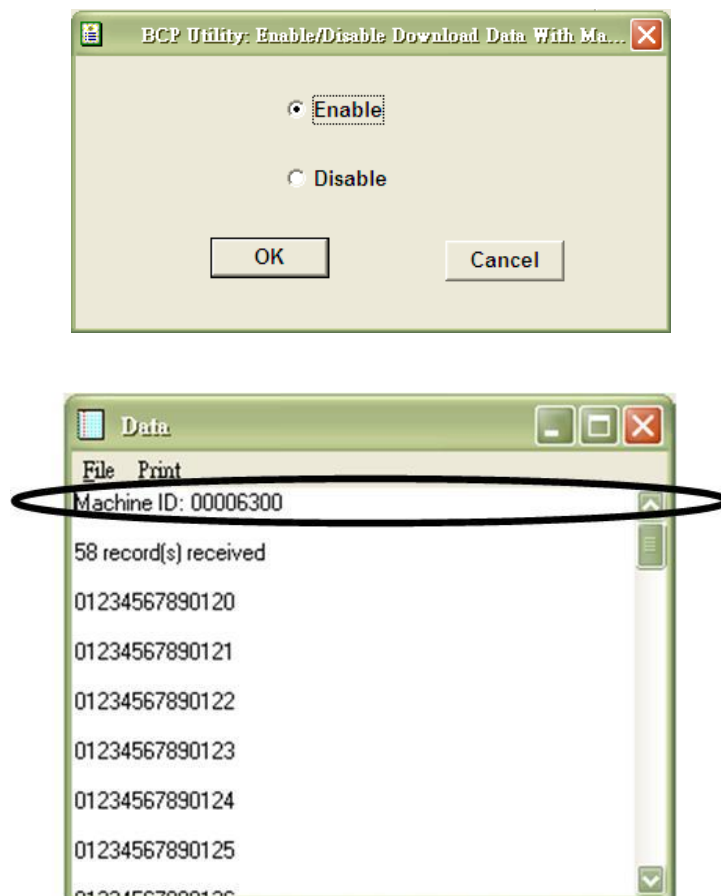 BCP Utility: Enable/Disable Download Data With Ma...
Enable
Disable
OK Cancel
Data
File Print
Machine ID: 00006300
58 record(s) received
01234567890120
01234567890121
01234567890122
01234567890123
01234567890124
01234567890125